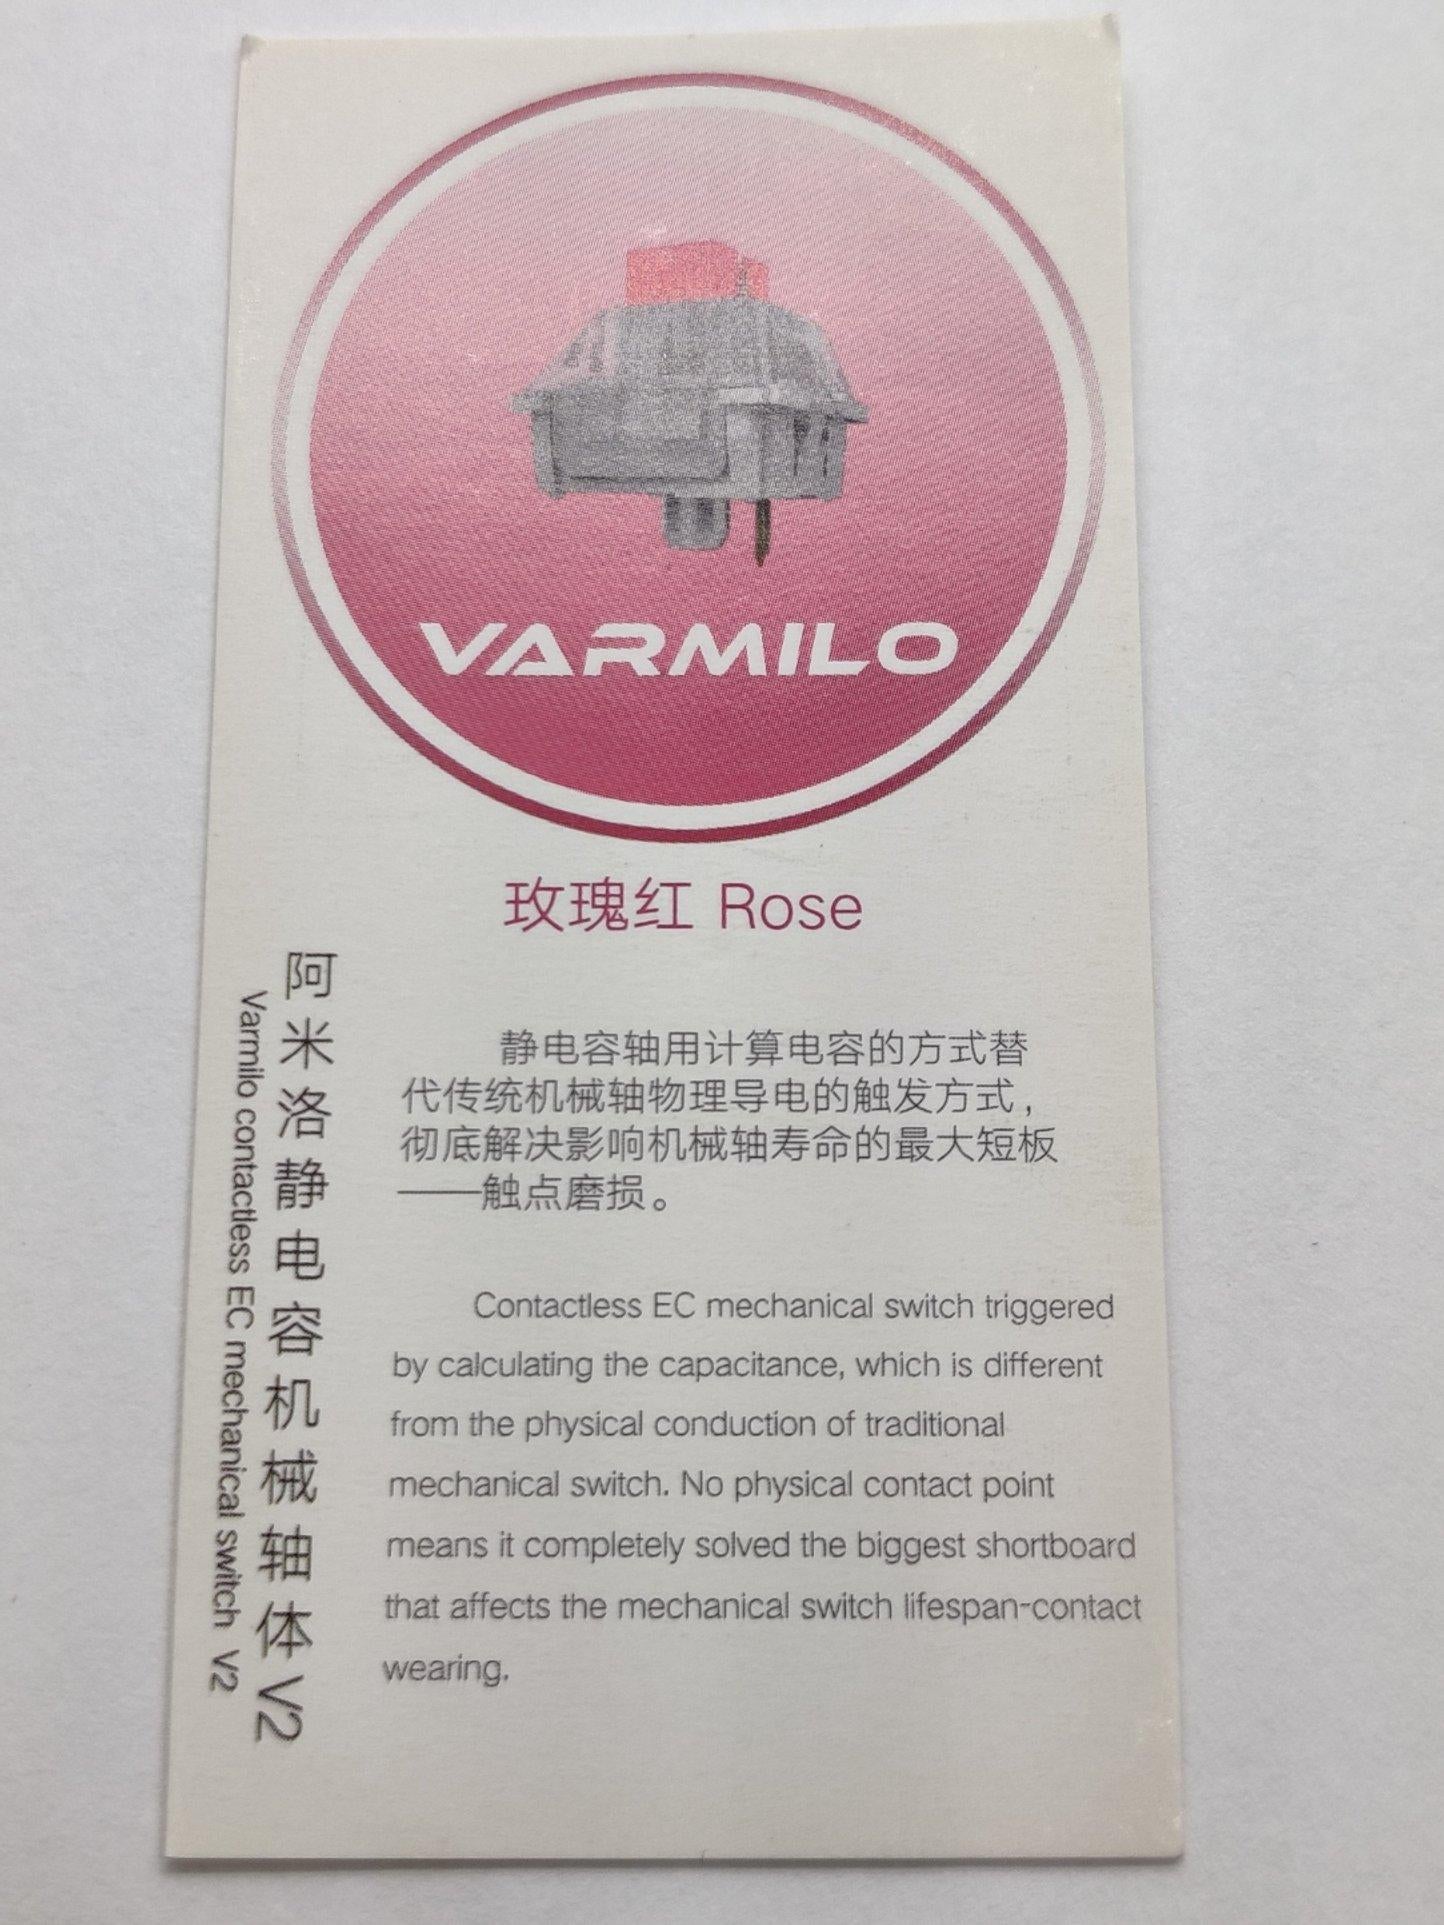 VARMILO
玫瑰红 Rose
阿米洛静电容机械轴体 V2
Varmilo contactless EC mechanical switch V2
静电容轴用计算电容的方式替
代传统机械轴物理导电的触发方式，
彻底解决影响机械轴寿命的最大短板
——触点磨损。
Contactless EC mechanical switch triggered
by calculating the capacitance, which is different
from the physical conduction of traditional
mechanical switch. No physical contact point
means it completely solved the biggest shortboard
that affects the mechanical switch lifespan-contact
wearing.